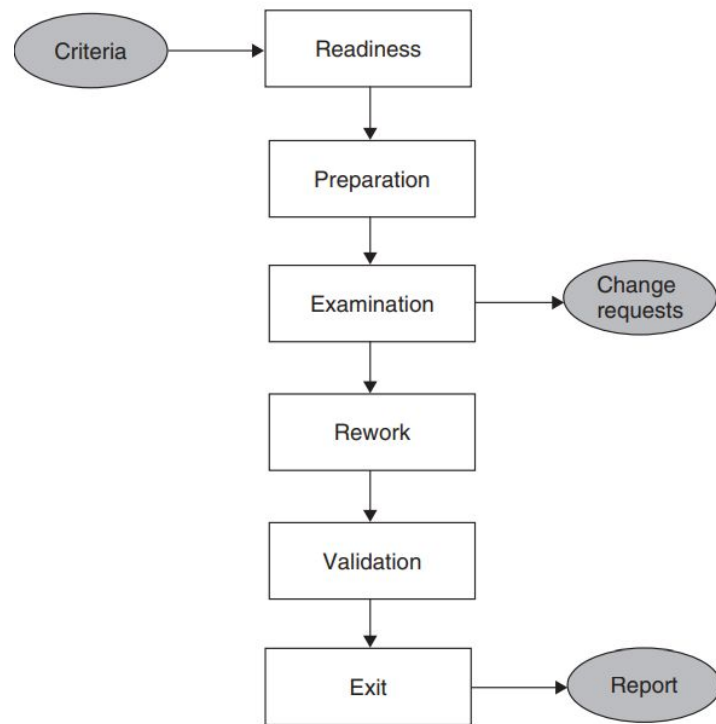 Criteria
Readiness
Preparation
Examination
Change
requests
Rework
Validation
Exit
Report